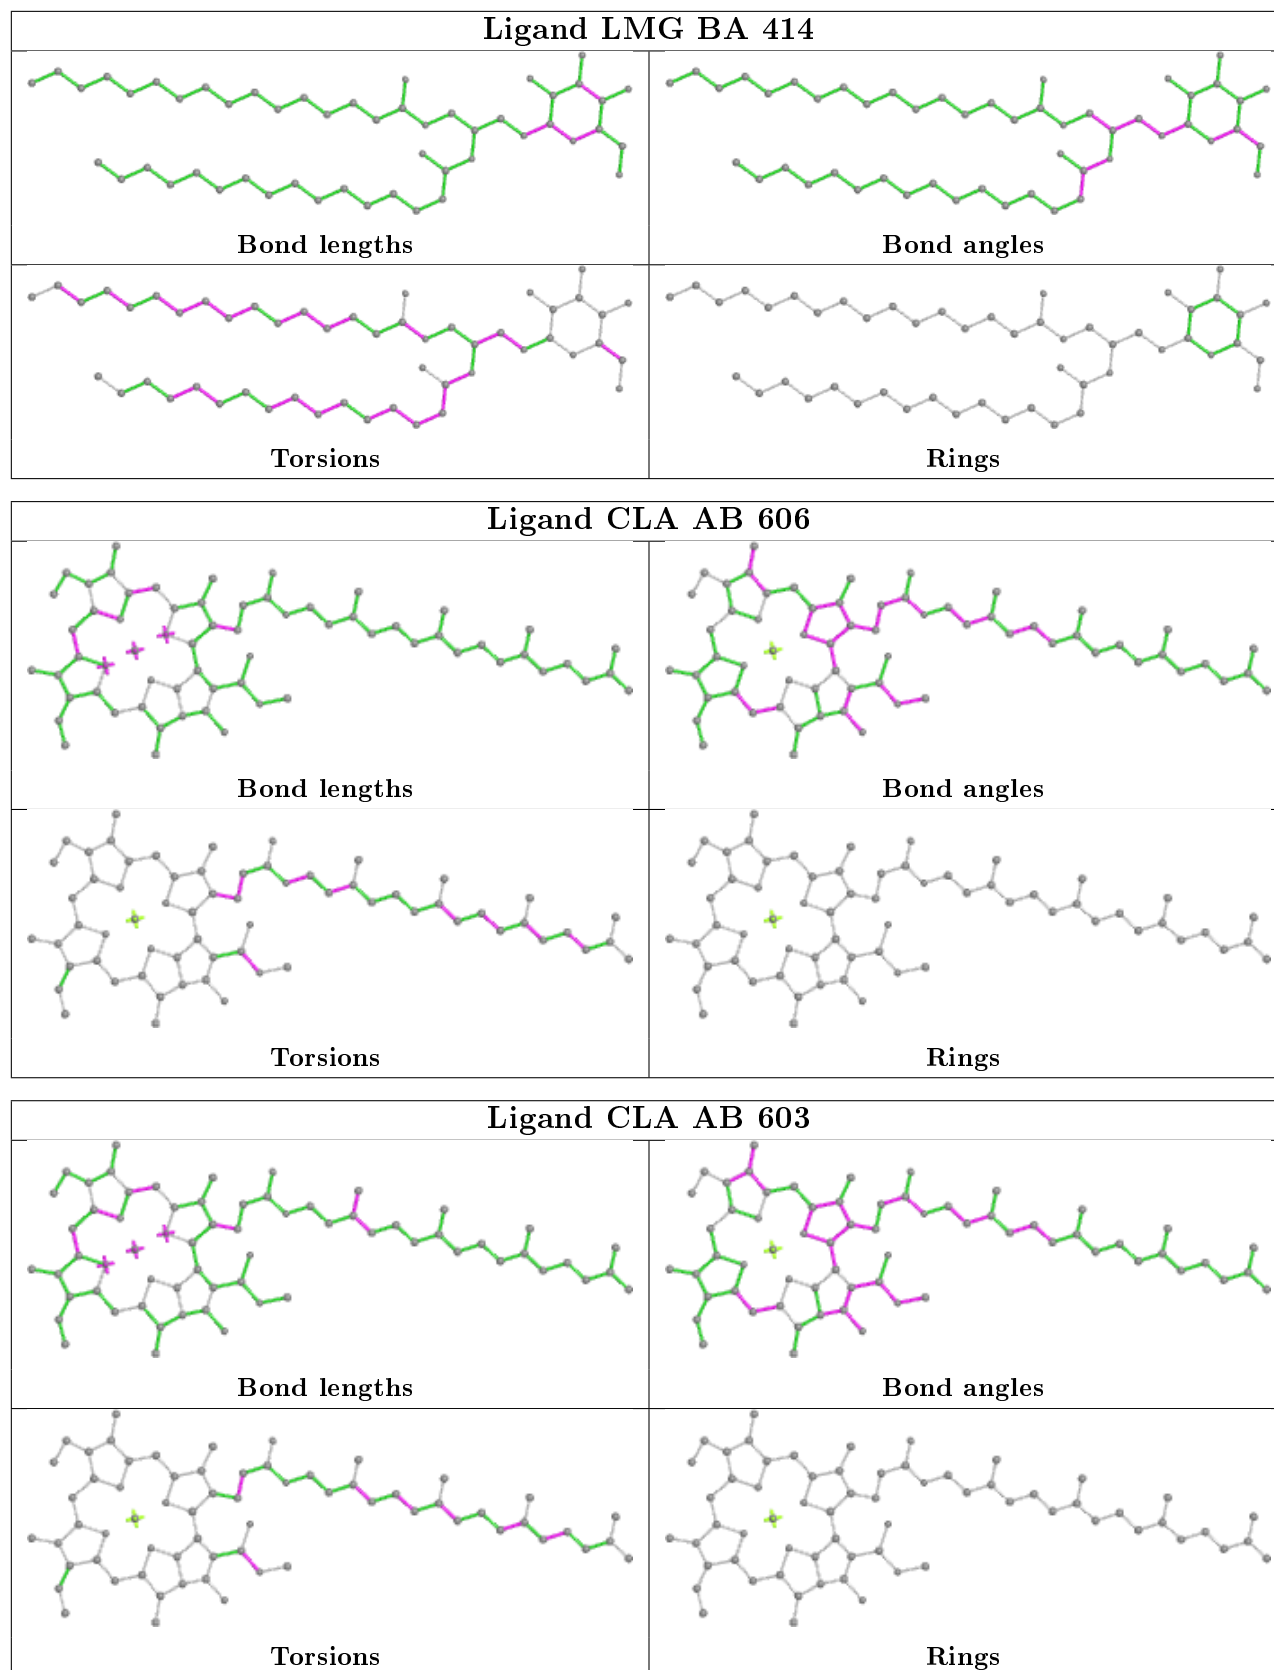 Ligand LMG BA 414
Bond lengths
Bond angles
Torsions
Rings
Ligand CLA AB 606
Bond lengths
Bond angles
Torsions
Rings
Ligand CLA AB 603
Bond lengths
Bond angles
Torsions
Rings